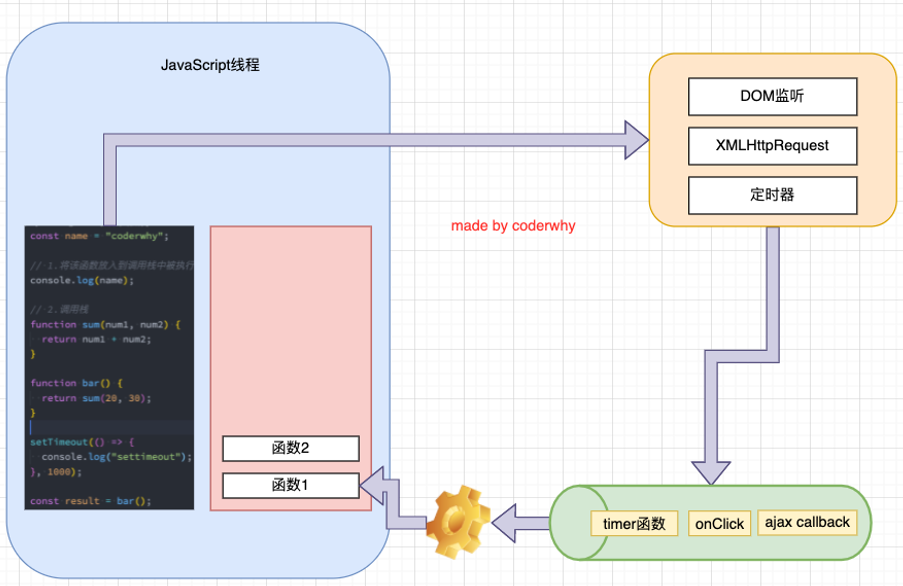 JavaScript线程
const name = "coderwhy";
// 1.将该函数放入到调用栈中被执行
console.log(name);
// 2.调用栈
function sum(num1, num2) {
return num1 + num2;
}
function bar() {
return sum(20, 30);
}
setTimeout(() => {
console.log("settimeout");
}, 1000);
const result = bar();
函数2
函数1
made by coderwhy
DOM监听
XMLHttpRequest
定时器
timer函数
onClick
ajax callback